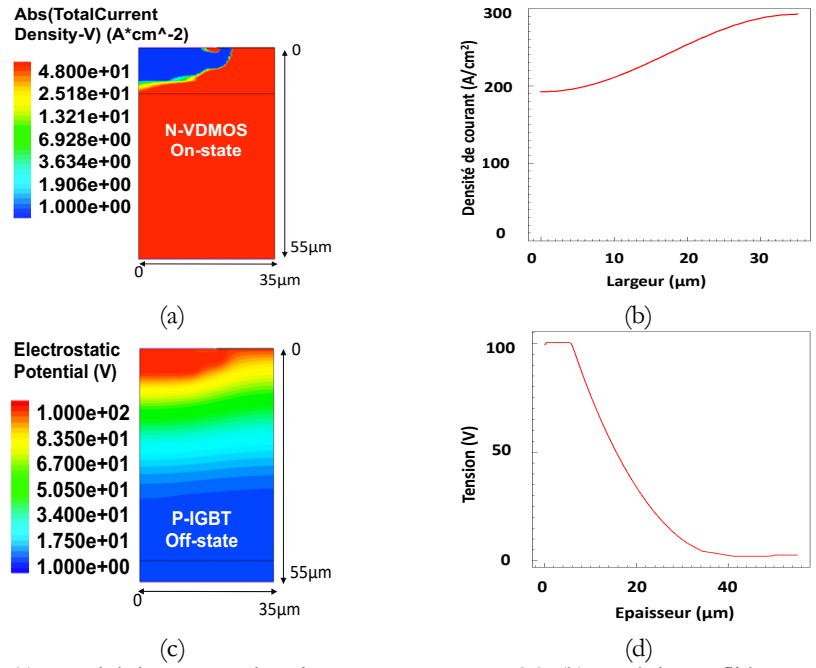 Abs(TotalCurrent
Density-V) (A*cm^-2)
4.800e+01
2.518e+01
1.321e+01
6.928e+00
3.634e+00
1.906e+00
1.000e+00
N-VDMOS
On-state
0
55µm
0
35µm
(a)
300
200
100
0
Densité de courant (A/cm²)
0
10
20
30
Largeur (µm)
(b)
Electrostatic
Potential (V)
1.000e+02
8.350e+01
6.700e+01
5.050e+01
3.400e+01
1.750e+01
1.000e+00
P-IGBT
Off-state
0
55µm
0
35µm
(c)
100
50
0
Tension (V)
0
20
40
Epaisseur (µm)
(d)